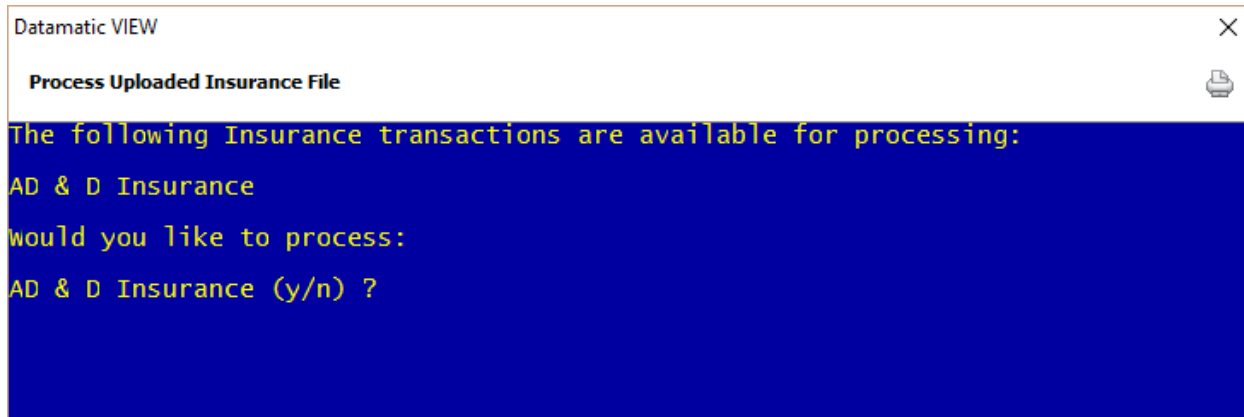 Datamatic VIEW
Process Uploaded Insurance File
The following Insurance transactions are available for processing:
AD & D Insurance
Would you like to process:
AD & D Insurance (y/n) ?